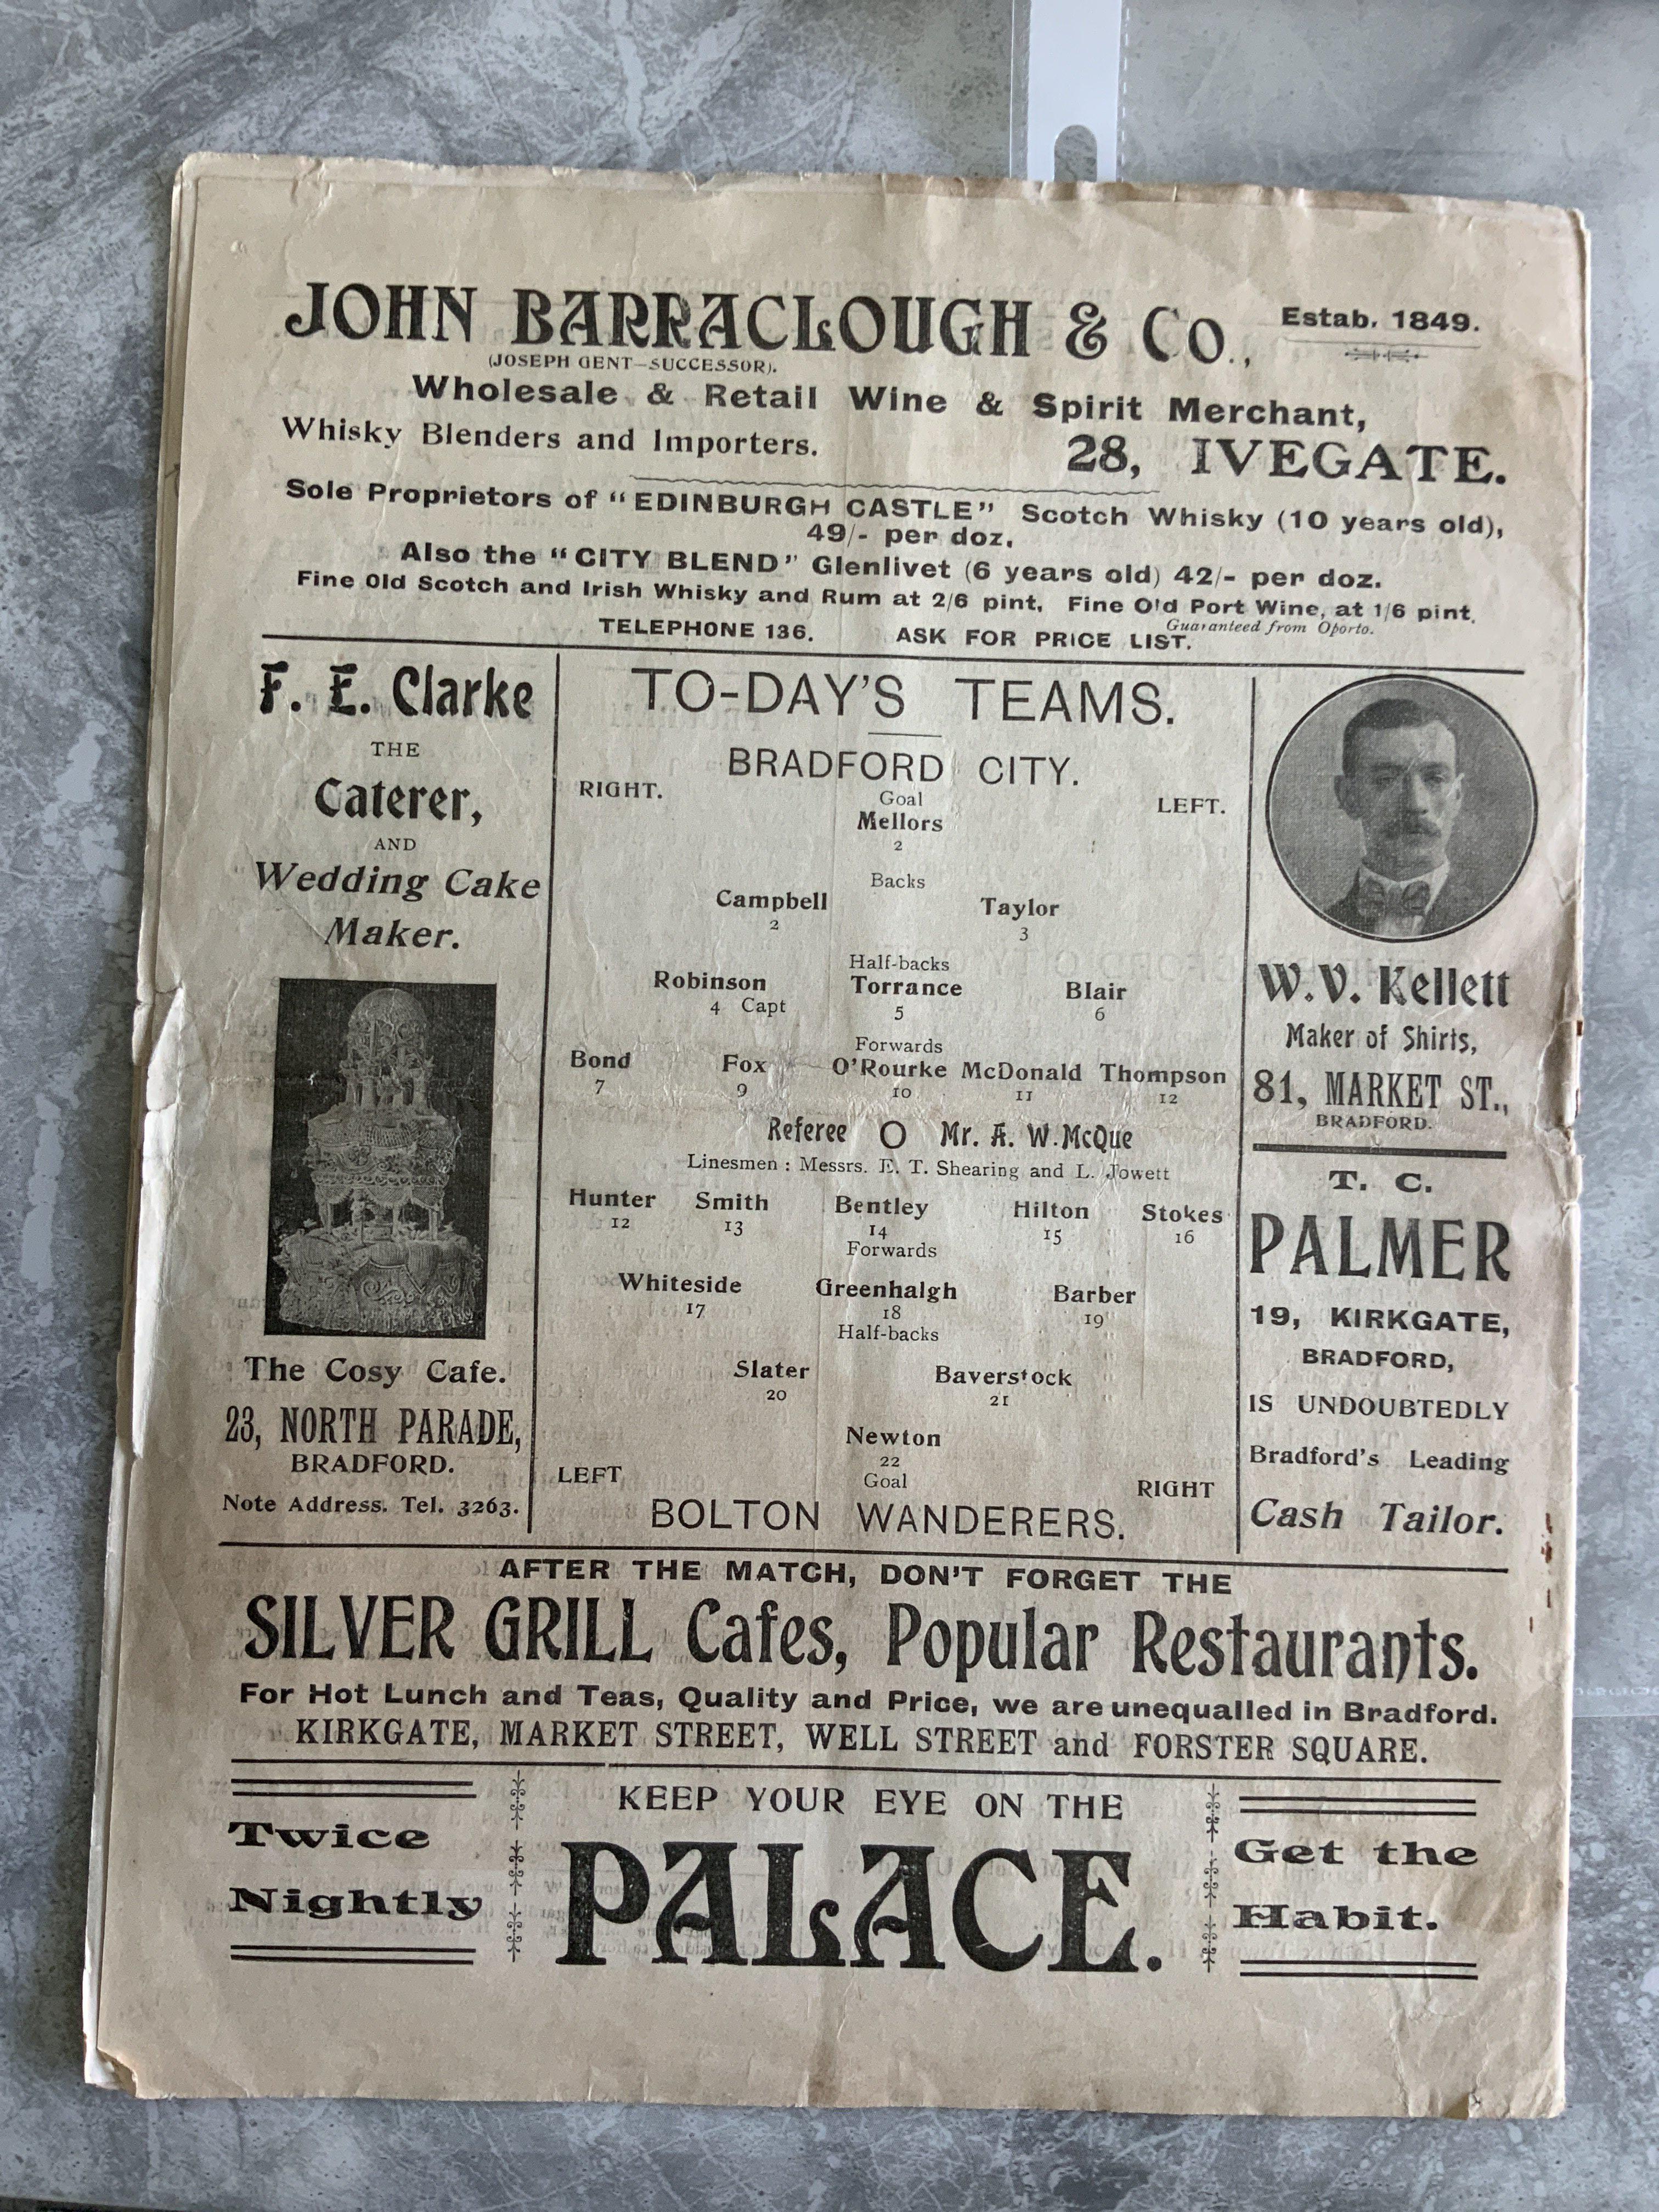 JOHN BARRACLOUGH & Co.,
Estab. 1849.
(JOSEPH GENT—SUCCESSOR).
Wholesale & Retail Wine & Spirit Merchant,
Whisky Blenders and Importers.
28, IVEGATE.
Sole Proprietors of "EDINBURGH CASTLE" Scotch Whisky (10 years old),
49/- per doz.
Also the "CITY BLEND" Glenlivet (6 years old) 42/- per doz.
Fine Old Scotch and Irish Whisky and Rum at 2/6 pint. Fine Old Port Wine, at 1/6 pint.
Guaranteed from Oporto.
TELEPHONE 136. ASK FOR PRICE LIST.
F. E. Clarke
THE
Caterer,
AND
Wedding Cake
Maker.
The Cosy Cafe.
23, NORTH PARADE,
BRADFORD.
Note Address. Tel. 3263.
TO-DAY'S TEAMS.
BRADFORD CITY.
RIGHT. Goal LEFT.
Mellors
2
Backs
Campbell Taylor
2 3
Half-backs
Robinson Torrance Blair
4 Capt 5 6
Forwards
Bond Fox O'Rourke McDonald Thompson
7 9 10 11 12
Referee O Mr. A. W. McQue
Linesmen : Messrs. E. T. Shearing and L. Jowett
Hunter Smith Bentley Hilton Stokes
12 13 14 15 16
Forwards
Whiteside Greenhalgh Barber
17 18 19
Half-backs
Slater Baverstock
20 21
Newton
22
LEFT Goal RIGHT
BOLTON WANDERERS.
W. V. Kellett
Maker of Shirts,
81, MARKET ST.,
BRADFORD.
T. C.
PALMER
19, KIRKGATE,
BRADFORD,
IS UNDOUBTEDLY
Bradford's Leading
Cash Tailor.
AFTER THE MATCH, DON'T FORGET THE
SILVER GRILL Cafes, Popular Restaurants.
For Hot Lunch and Teas, Quality and Price, we are unequalled in Bradford.
KIRKGATE, MARKET STREET, WELL STREET and FORSTER SQUARE.
Twice
Nightly
KEEP YOUR EYE ON THE
PALACE.
Get the
Habit.